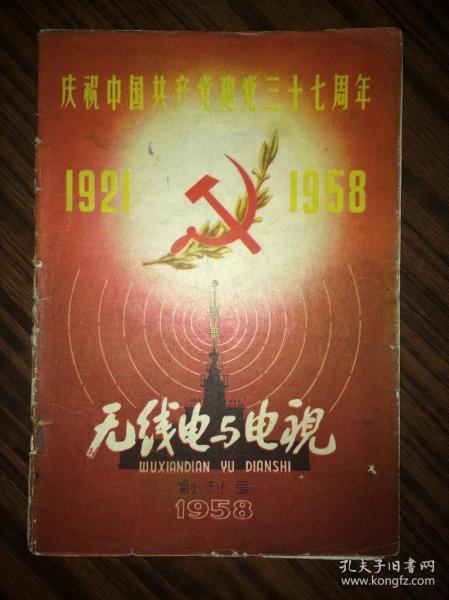 庆祝中国共产党建党三十七周年
1921 1958
无线电与电視
WUXIANDIAN YU DIANSHI
創刊号
1958
孔夫子旧书网
www.kongfz.com